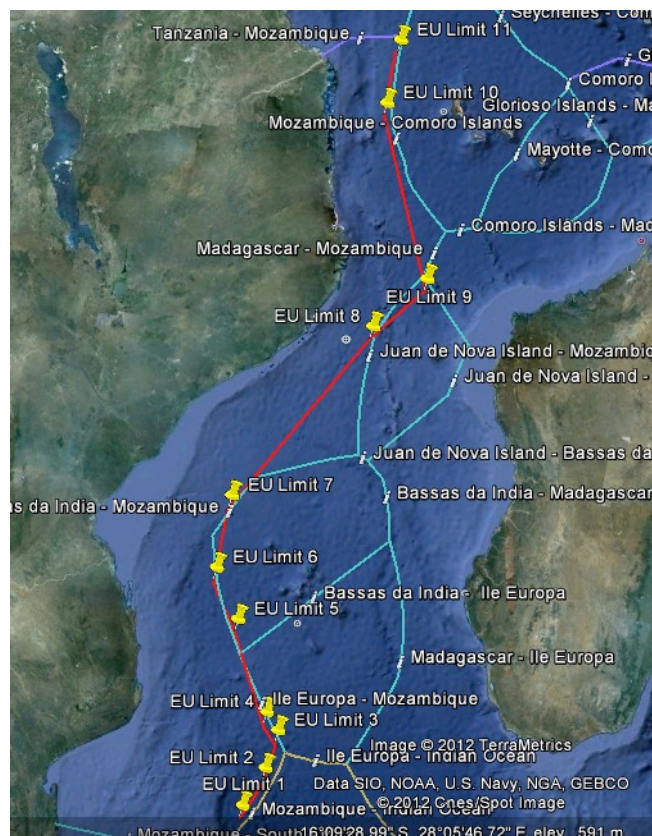 Seychelles - Com
Tanzania - Mozambique
EU Limit 11
G
Comoro I
EU Limit 10
Glorioso Islands - Ma
Mozambique - Comoro Islands
Mayotte - Como
Comoro Islands - Mad
Madagascar - Mozambique
EU Limit 9
EU Limit 8
Juan de Nova Island - Mozambiq
Juan de Nova Island -
Juan de Nova Island - Bassas da
EU Limit 7
Bassas da India - Madagascar
as da India - Mozambique
EU Limit 6
Bassas da India - Ile Europa
EU Limit 5
Madagascar - Ile Europa
EU Limit 4
Ile Europa - Mozambique
EU Limit 3
Image © 2012 TerraMetrics
EU Limit 2
Ile Europa - Indian Ocean
EU Limit 1
Data SIO, NOAA, U.S. Navy, NGA, GEBCO
© 2012 Cnes/Spot Image
Mozambique - Indian Ocean
Mozambique - South
16°09'28.99" S 28°05'46.72" E elev 591 m